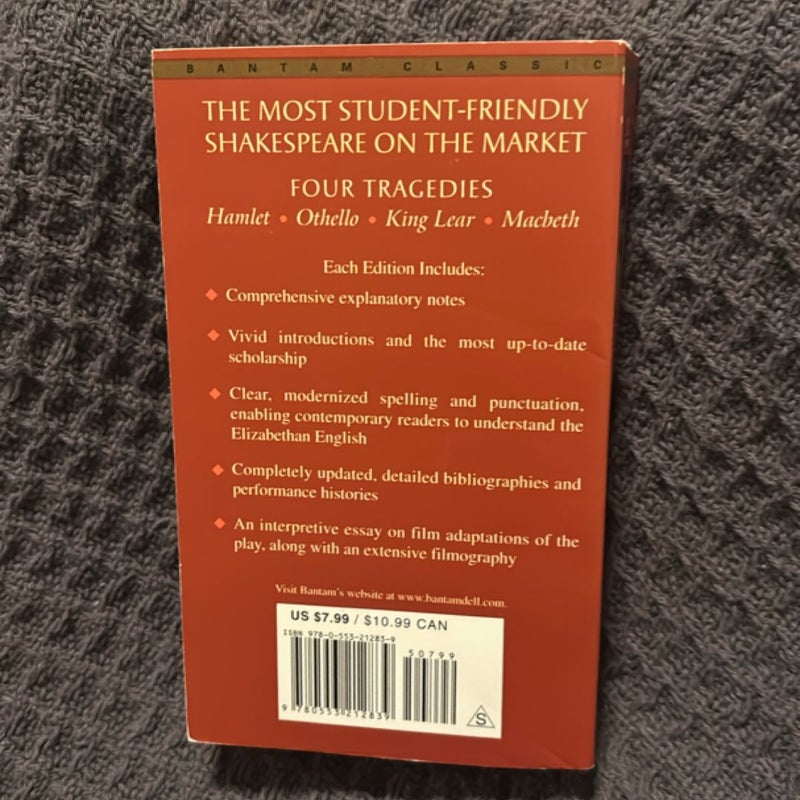 BANTAM CLASSIC
THE MOST STUDENT-FRIENDLY
SHAKESPEARE ON THE MARKET
FOUR TRAGEDIES
Hamlet • Othello • King Lear • Macbeth
Each Edition Includes:
◆ Comprehensive explanatory notes
◆ Vivid introductions and the most up-to-date
scholarship
◆ Clear, modernized spelling and punctuation,
enabling contemporary readers to understand the
Elizabethan English
◆ Completely updated, detailed bibliographies and
performance histories
◆ An interpretive essay on film adaptations of the
play, along with an extensive filmography
Visit Bantam's website at www.bantamdell.com.
US $7.99 / $10.99 CAN
ISBN 978-0-553-21283-9
50799
9 780553 212839
S